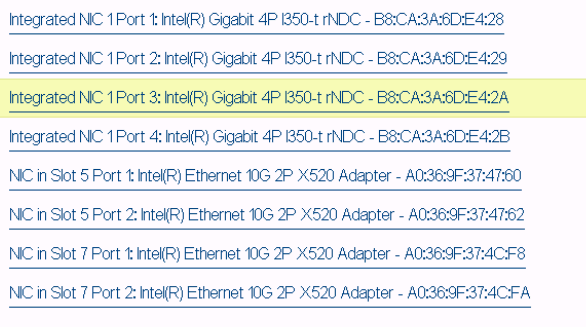 Integrated NIC 1 Port 1: Intel(R) Gigabit 4P I350-t rNDC - B8:CA:3A:6D:E4:28
Integrated NIC 1 Port 2: Intel(R) Gigabit 4P I350-t rNDC - B8:CA:3A:6D:E4:29
Integrated NIC 1 Port 3: Intel(R) Gigabit 4P I350-t rNDC - B8:CA:3A:6D:E4:2A
Integrated NIC 1 Port 4: Intel(R) Gigabit 4P I350-t rNDC - B8:CA:3A:6D:E4:2B
NIC in Slot 5 Port 1: Intel(R) Ethernet 10G 2P X520 Adapter - A0:36:9F:37:47:60
NIC in Slot 5 Port 2: Intel(R) Ethernet 10G 2P X520 Adapter - A0:36:9F:37:47:62
NIC in Slot 7 Port 1: Intel(R) Ethernet 10G 2P X520 Adapter - A0:36:9F:37:4C:F8
NIC in Slot 7 Port 2: Intel(R) Ethernet 10G 2P X520 Adapter - A0:36:9F:37:4C:FA